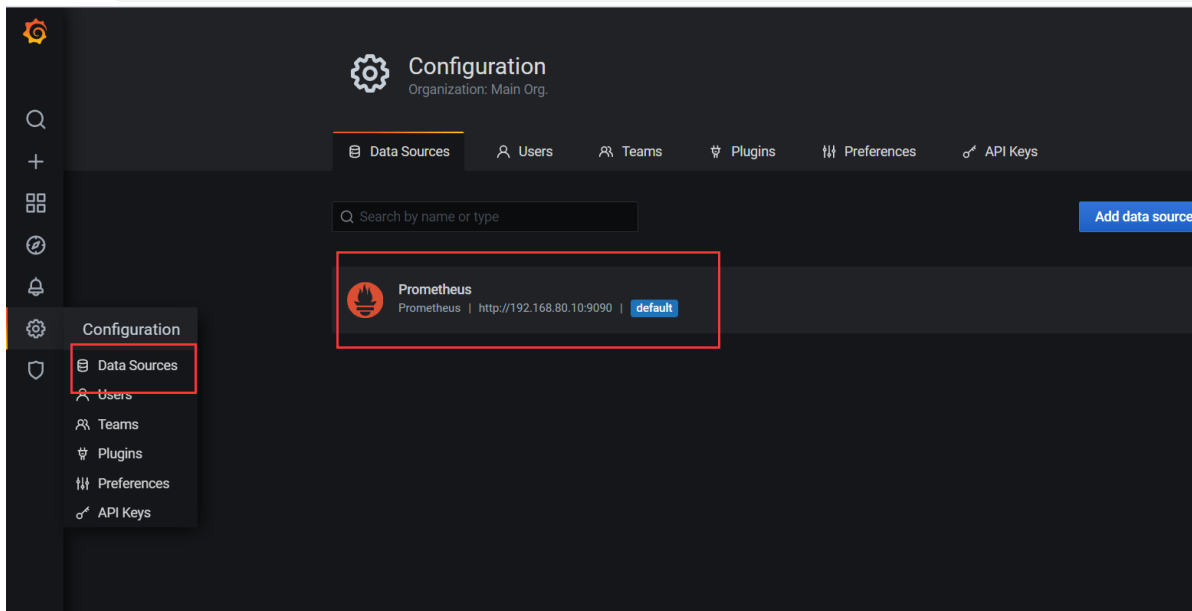 Configuration
Organization: Main Org.
Data Sources Users Teams Plugins Preferences API Keys
Search by name or type
Add data source
Prometheus
Prometheus | http://192.168.80.10:9090 | default
Configuration
Data Sources
Users
Teams
Plugins
Preferences
API Keys